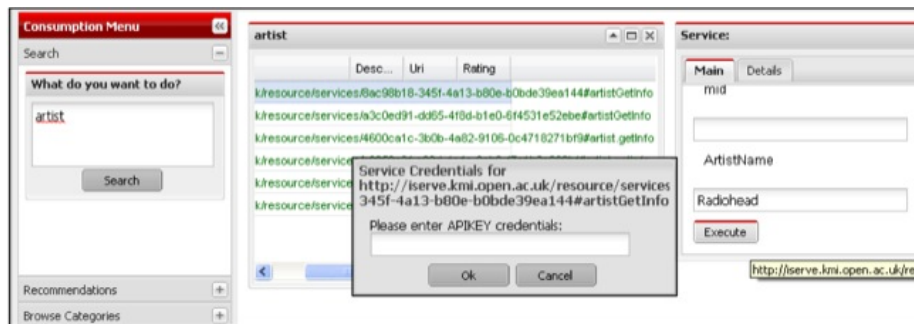 Consumption Menu
Search
What do you want to do?
artist
Search
Recommendations
Browse Categories
artist
Desc... Uri Rating
k/resource/services/8ac98b18-345f-4a13-b80e-b0bde39ea144#artistGetInfo
k/resource/services/a3c0ed91-dd65-4f8d-b1e0-6f4531e52ebe#artistGetInfo
k/resource/services/4600ca1c-3b0b-4a82-9106-0c4718271bf9#artist.getInfo
k/resource/service
k/resource/service
k/resource/service
Service Credentials for
http://iserve.kmi.open.ac.uk/resource/services
345f-4a13-b80e-b0bde39ea144#artistGetInfo
Please enter APIKEY credentials:
Ok Cancel
Service:
Main Details
mid
ArtistName
Radiohead
Execute
http://iserve.kmi.open.ac.uk/re